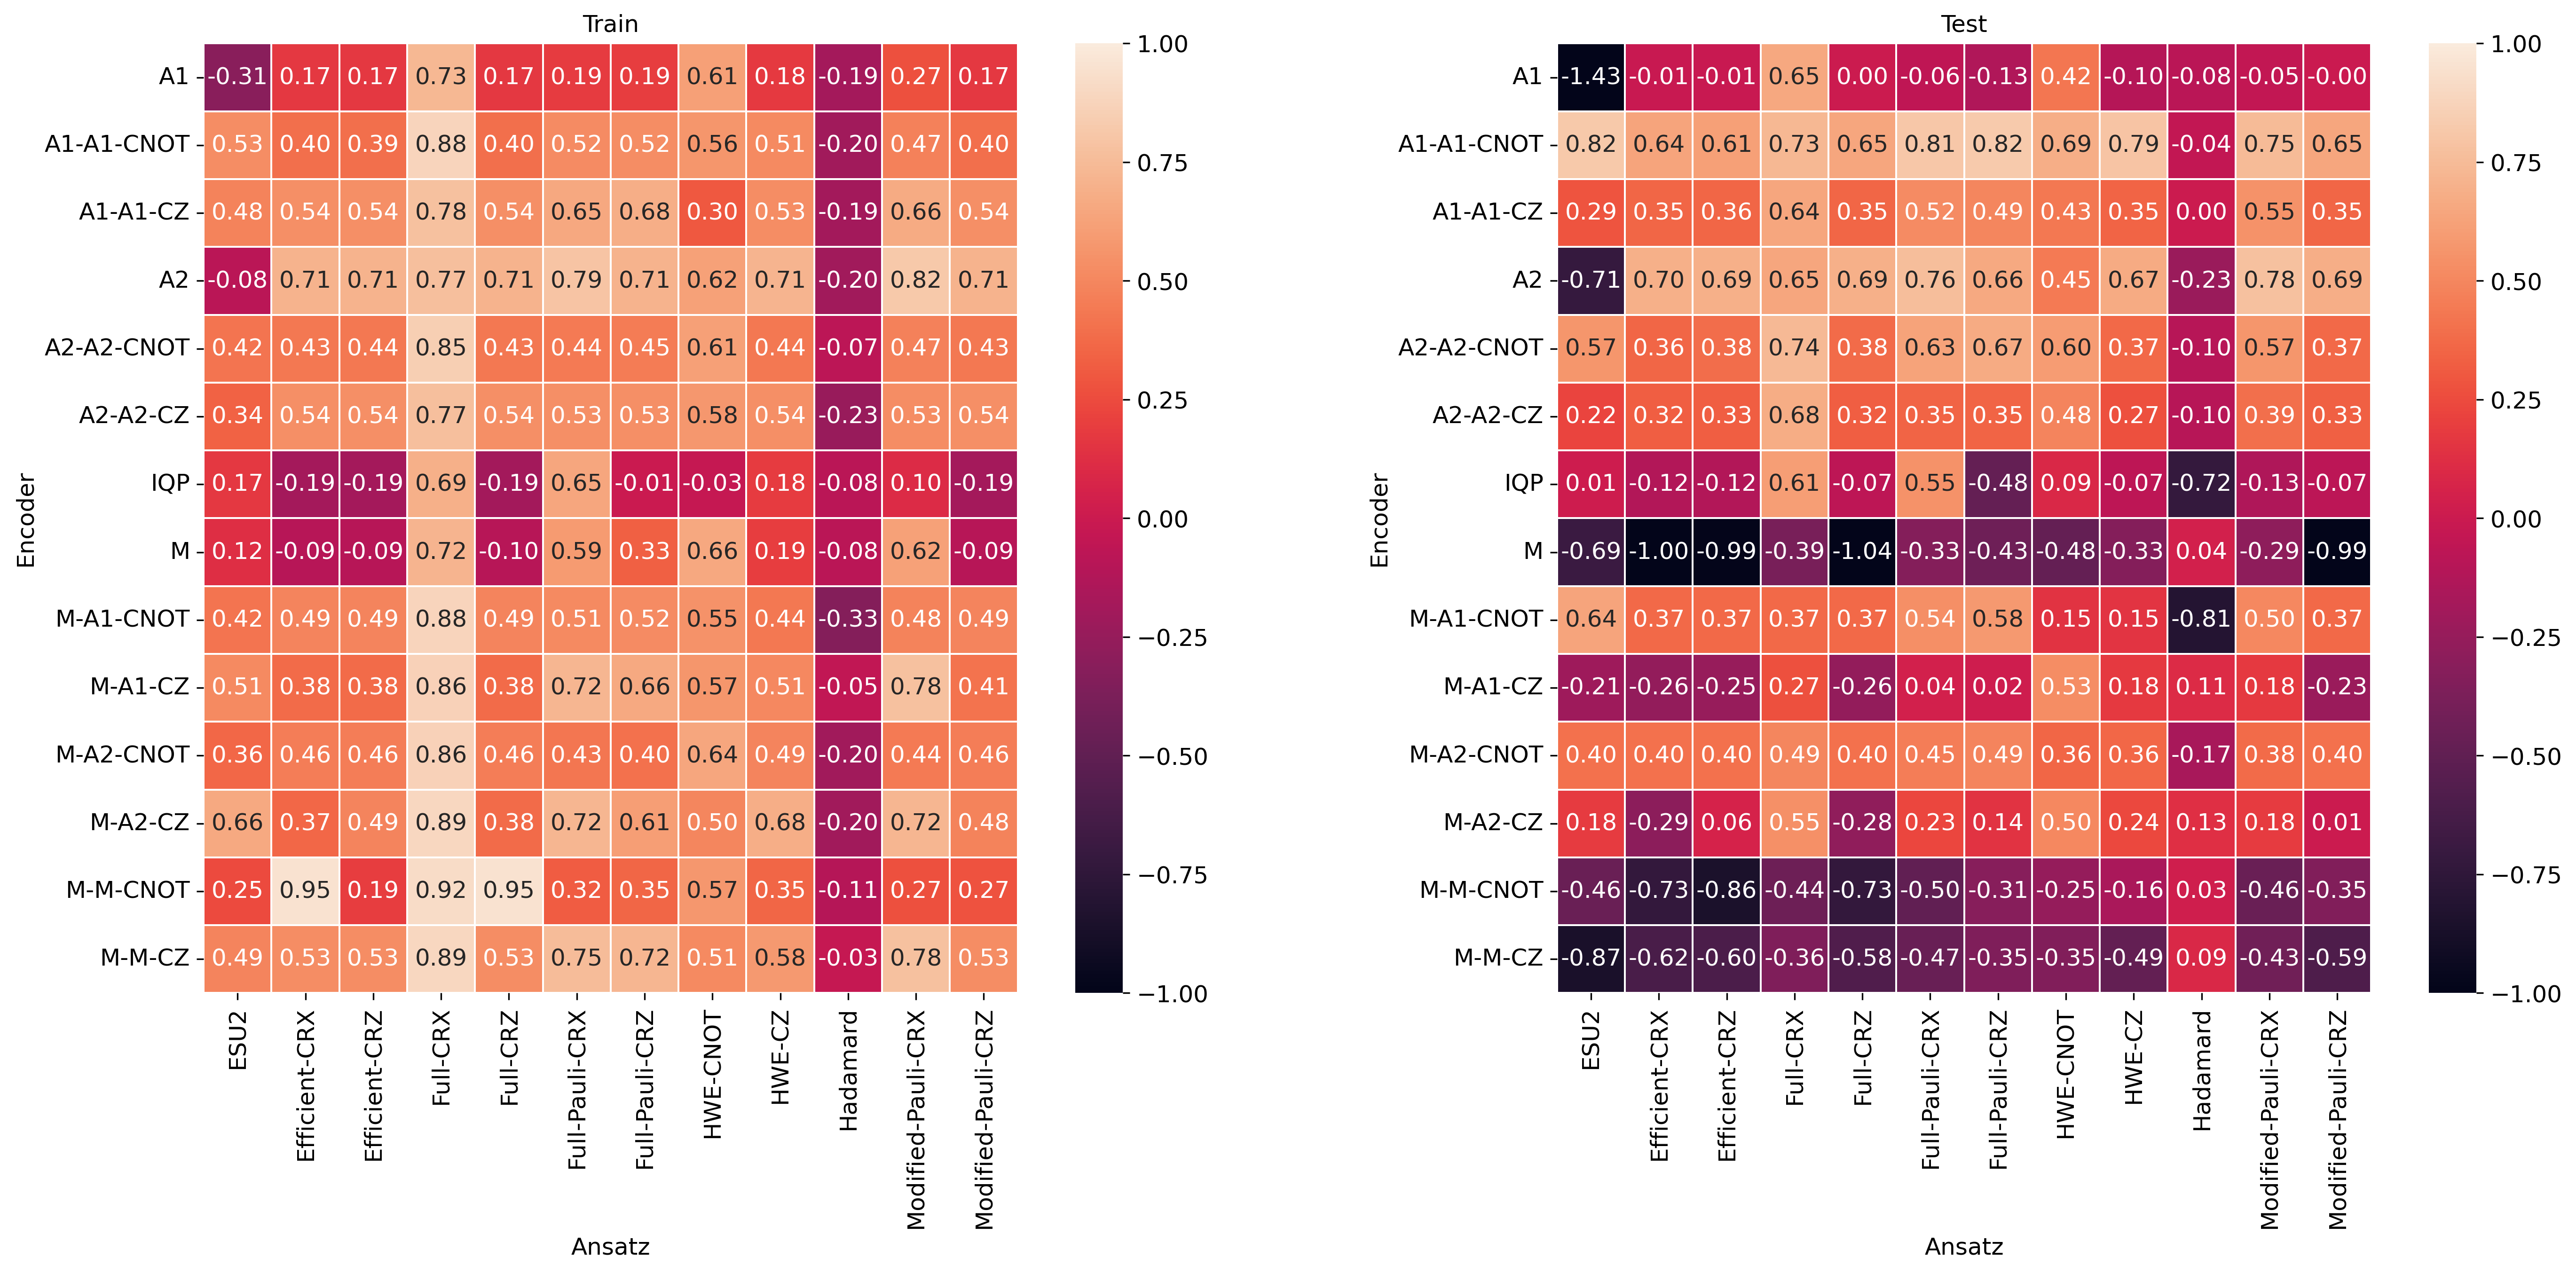 Train
A1 -0.31 0.17 0.17 0.73 0.17 0.19 0.19 0.61 0.18 -0.19 0.27 0.17
A1-A1-CNOT 0.53 0.40 0.39 0.88 0.40 0.52 0.52 0.56 0.51 -0.20 0.47 0.40
A1-A1-CZ 0.48 0.54 0.54 0.78 0.54 0.65 0.68 0.30 0.53 -0.19 0.66 0.54
A2 -0.08 0.71 0.71 0.77 0.71 0.79 0.71 0.62 0.71 -0.20 0.82 0.71
A2-A2-CNOT 0.42 0.43 0.44 0.85 0.43 0.44 0.45 0.61 0.44 -0.07 0.47 0.43
A2-A2-CZ 0.34 0.54 0.54 0.77 0.54 0.53 0.53 0.58 0.54 -0.23 0.53 0.54
IQP 0.17 -0.19 -0.19 0.69 -0.19 0.65 -0.01 -0.03 0.18 -0.08 0.10 -0.19
M 0.12 -0.09 -0.09 0.72 -0.10 0.59 0.33 0.66 0.19 -0.08 0.62 -0.09
M-A1-CNOT 0.42 0.49 0.49 0.88 0.49 0.51 0.52 0.55 0.44 -0.33 0.48 0.49
M-A1-CZ 0.51 0.38 0.38 0.86 0.38 0.72 0.66 0.57 0.51 -0.05 0.78 0.41
M-A2-CNOT 0.36 0.46 0.46 0.86 0.46 0.43 0.40 0.64 0.49 -0.20 0.44 0.46
M-A2-CZ 0.66 0.37 0.49 0.89 0.38 0.72 0.61 0.50 0.68 -0.20 0.72 0.48
M-M-CNOT 0.25 0.95 0.19 0.92 0.95 0.32 0.35 0.57 0.35 -0.11 0.27 0.27
M-M-CZ 0.49 0.53 0.53 0.89 0.53 0.75 0.72 0.51 0.58 -0.03 0.78 0.53
Encoder
ESU2
Efficient-CRX
Efficient-CRZ
Full-CRX
Full-CRZ
Full-Pauli-CRX
Full-Pauli-CRZ
HWE-CNOT
HWE-CZ
Hadamard
Modified-Pauli-CRX
Modified-Pauli-CRZ
Ansatz
1.00
0.75
0.50
0.25
0.00
−0.25
−0.50
−0.75
−1.00
Test
A1 -1.43 -0.01 -0.01 0.65 0.00 -0.06 -0.13 0.42 -0.10 -0.08 -0.05 -0.00
A1-A1-CNOT 0.82 0.64 0.61 0.73 0.65 0.81 0.82 0.69 0.79 -0.04 0.75 0.65
A1-A1-CZ 0.29 0.35 0.36 0.64 0.35 0.52 0.49 0.43 0.35 0.00 0.55 0.35
A2 -0.71 0.70 0.69 0.65 0.69 0.76 0.66 0.45 0.67 -0.23 0.78 0.69
A2-A2-CNOT 0.57 0.36 0.38 0.74 0.38 0.63 0.67 0.60 0.37 -0.10 0.57 0.37
A2-A2-CZ 0.22 0.32 0.33 0.68 0.32 0.35 0.35 0.48 0.27 -0.10 0.39 0.33
IQP 0.01 -0.12 -0.12 0.61 -0.07 0.55 -0.48 0.09 -0.07 -0.72 -0.13 -0.07
M -0.69 -1.00 -0.99 -0.39 -1.04 -0.33 -0.43 -0.48 -0.33 0.04 -0.29 -0.99
M-A1-CNOT 0.64 0.37 0.37 0.37 0.37 0.54 0.58 0.15 0.15 -0.81 0.50 0.37
M-A1-CZ -0.21 -0.26 -0.25 0.27 -0.26 0.04 0.02 0.53 0.18 0.11 0.18 -0.23
M-A2-CNOT 0.40 0.40 0.40 0.49 0.40 0.45 0.49 0.36 0.36 -0.17 0.38 0.40
M-A2-CZ 0.18 -0.29 0.06 0.55 -0.28 0.23 0.14 0.50 0.24 0.13 0.18 0.01
M-M-CNOT -0.46 -0.73 -0.86 -0.44 -0.73 -0.50 -0.31 -0.25 -0.16 0.03 -0.46 -0.35
M-M-CZ -0.87 -0.62 -0.60 -0.36 -0.58 -0.47 -0.35 -0.35 -0.49 0.09 -0.43 -0.59
Encoder
ESU2
Efficient-CRX
Efficient-CRZ
Full-CRX
Full-CRZ
Full-Pauli-CRX
Full-Pauli-CRZ
HWE-CNOT
HWE-CZ
Hadamard
Modified-Pauli-CRX
Modified-Pauli-CRZ
Ansatz
1.00
0.75
0.50
0.25
0.00
−0.25
−0.50
−0.75
−1.00